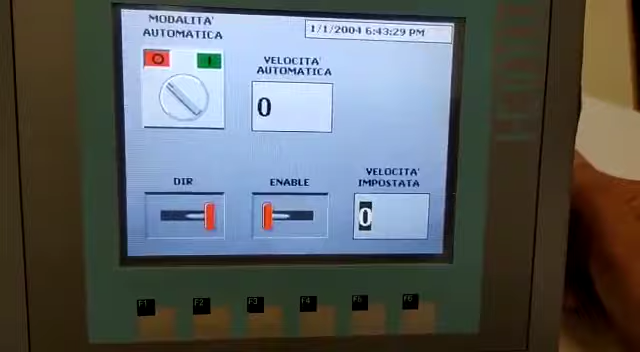 MODALITA'
AUTOMATICA
1/1/2004 6:43:29 PM
O
I
VELOCITA'
AUTOMATICA
0
DIR
ENABLE
VELOCITA'
IMPOSTATA
0
F1
F2
F3
F4
F5
F6